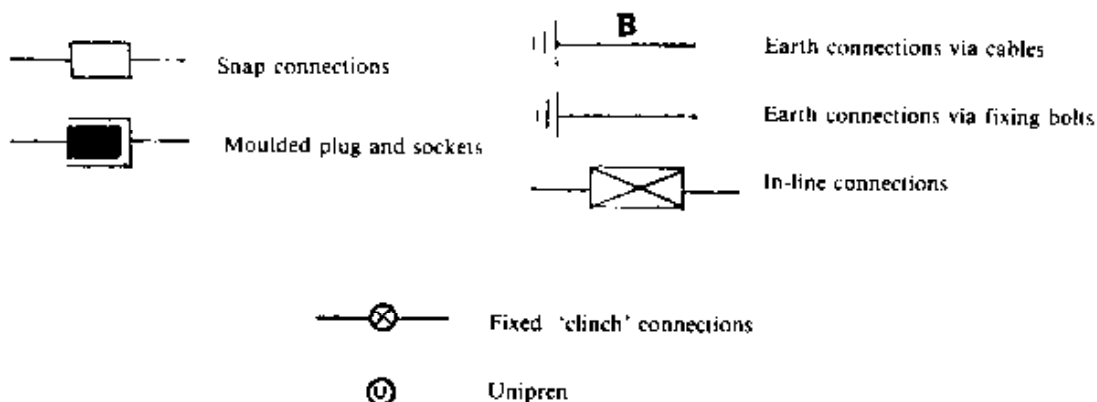 Snap connections
Moulded plug and sockets
B
Earth connections via cables
Earth connections via fixing bolts
In-line connections
Fixed 'clinch' connections
U
Unipren